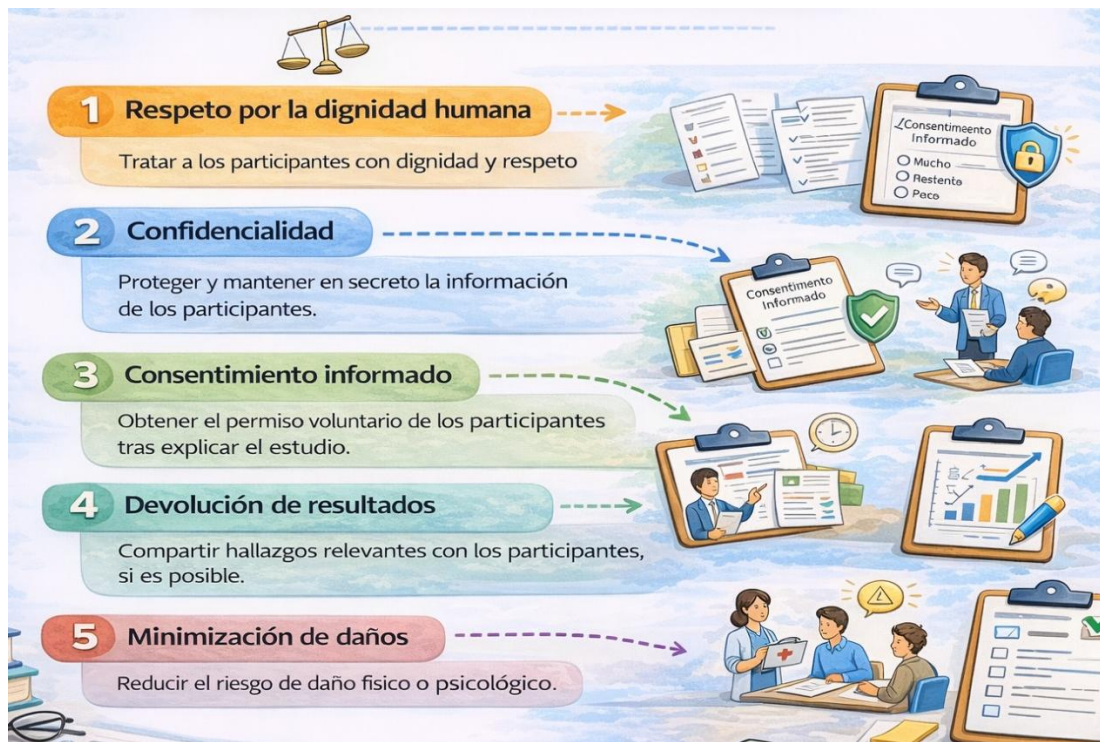 1 Respeto por la dignidad humana
Tratar a los participantes con dignidad y respeto
Consentimeento
Informado
Mucho
Restento
Peco
2 Confidencialidad
Proteger y mantener en secreto la información
de los participantes.
Consentimento
Informado
3 Consentimiento informado
Obtener el permiso voluntario de los participantes
tras explicar el estudio.
4 Devolución de resultados
Compartir hallazgos relevantes con los participantes,
si es posible.
5 Minimización de daños
Reducir el riesgo de daño fisico o psicológico.